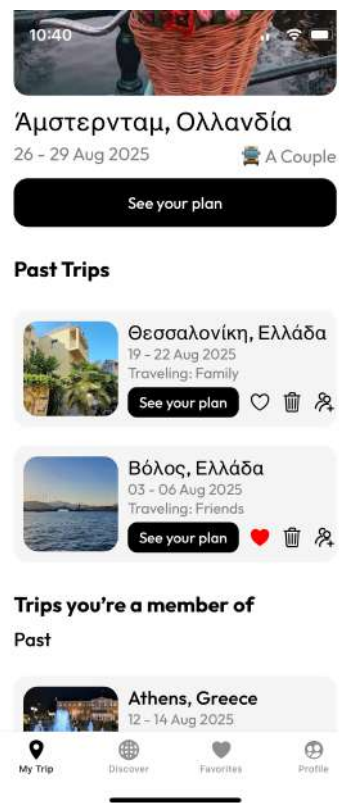 10:40
Άμστερνταμ, Ολλανδία
26 - 29 Aug 2025
A Couple
See your plan
Past Trips
Θεσσαλονίκη, Ελλάδα
19 - 22 Aug 2025
Traveling: Family
See your plan
Βόλος, Ελλάδα
03 - 06 Aug 2025
Traveling: Friends
See your plan
Trips you're a member of
Past
Athens, Greece
12 - 14 Aug 2025
My Trip
Discover
Favorites
Profile